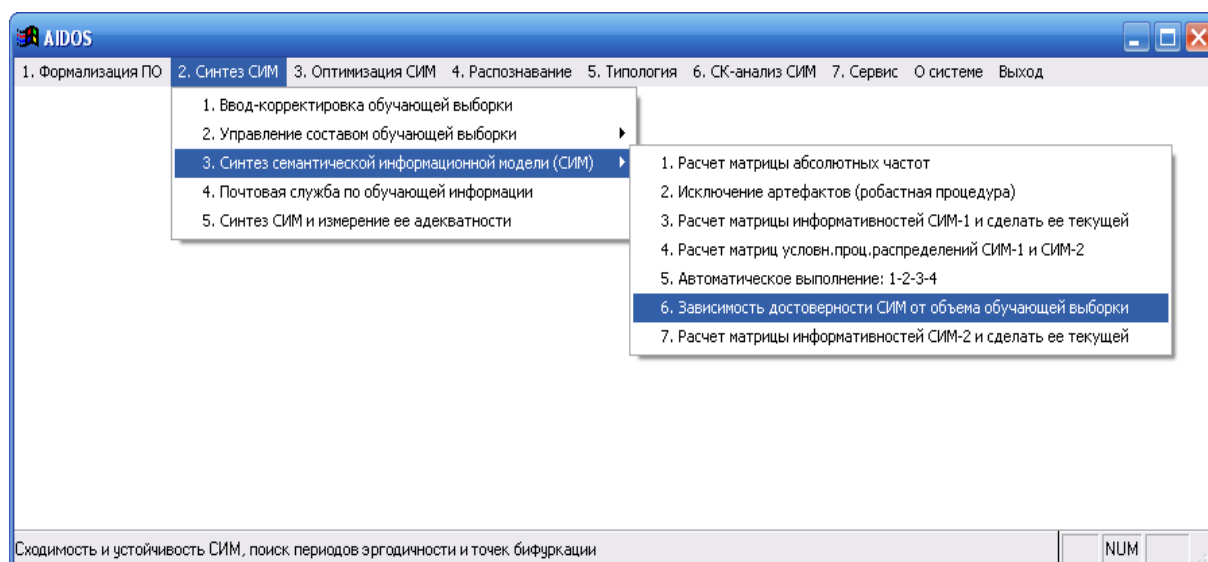 AIDOS
1. Формализация ПО 2. Синтез СИМ 3. Оптимизация СИМ 4. Распознавание 5. Типология 6. СК-анализ СИМ 7. Сервис О системе Выход
1. Ввод-корректировка обучающей выборки
2. Управление составом обучающей выборки
3. Синтез семантической информационной модели (СИМ)
4. Почтовая служба по обучающей информации
5. Синтез СИМ и измерение ее адекватности
1. Расчет матрицы абсолютных частот
2. Исключение артефактов (робастная процедура)
3. Расчет матрицы информативностей СИМ-1 и сделать ее текущей
4. Расчет матриц условн.проц.распределений СИМ-1 и СИМ-2
5. Автоматическое выполнение: 1-2-3-4
6. Зависимость достоверности СИМ от объема обучающей выборки
7. Расчет матрицы информативностей СИМ-2 и сделать ее текущей
Сходимость и устойчивость СИМ, поиск периодов эргодичности и точек бифуркации
NUM